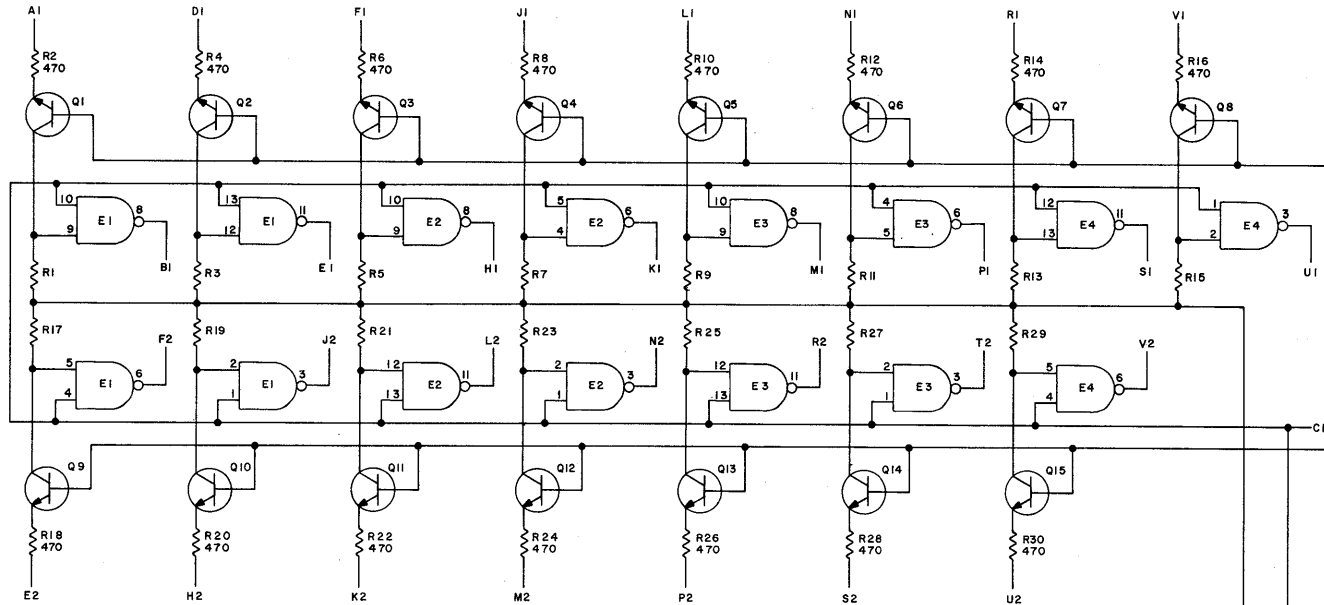 A1 D1 F1 J1 L1 N1 R1 V1
R2 R4 R6 R8 R10 R12 R14 R16
470 470 470 470 470 470 470 470
Q1 Q2 Q3 Q4 Q5 Q6 Q7 Q8
10 13 10 5 10 4 12 1
E1 8 E1 11 E2 8 E2 6 E3 8 E3 6 E4 11 E4 3
9 12 9 4 9 5 13 2
B1 E1 H1 K1 M1 P1 S1 U1
R1 R3 R5 R7 R9 R11 R13 R15
R17 R19 R21 R23 R25 R27 R29
F2 J2 L2 N2 R2 T2 V2
5 2 12 2 12 2 5
E1 6 E1 3 E2 11 E2 3 E3 11 E3 3 E4 6
4 1 13 1 13 1 4
C1
Q9 Q10 Q11 Q12 Q13 Q14 Q15
R18 R20 R22 R24 R26 R28 R30
470 470 470 470 470 470 470
E2 H2 K2 M2 P2 S2 U2